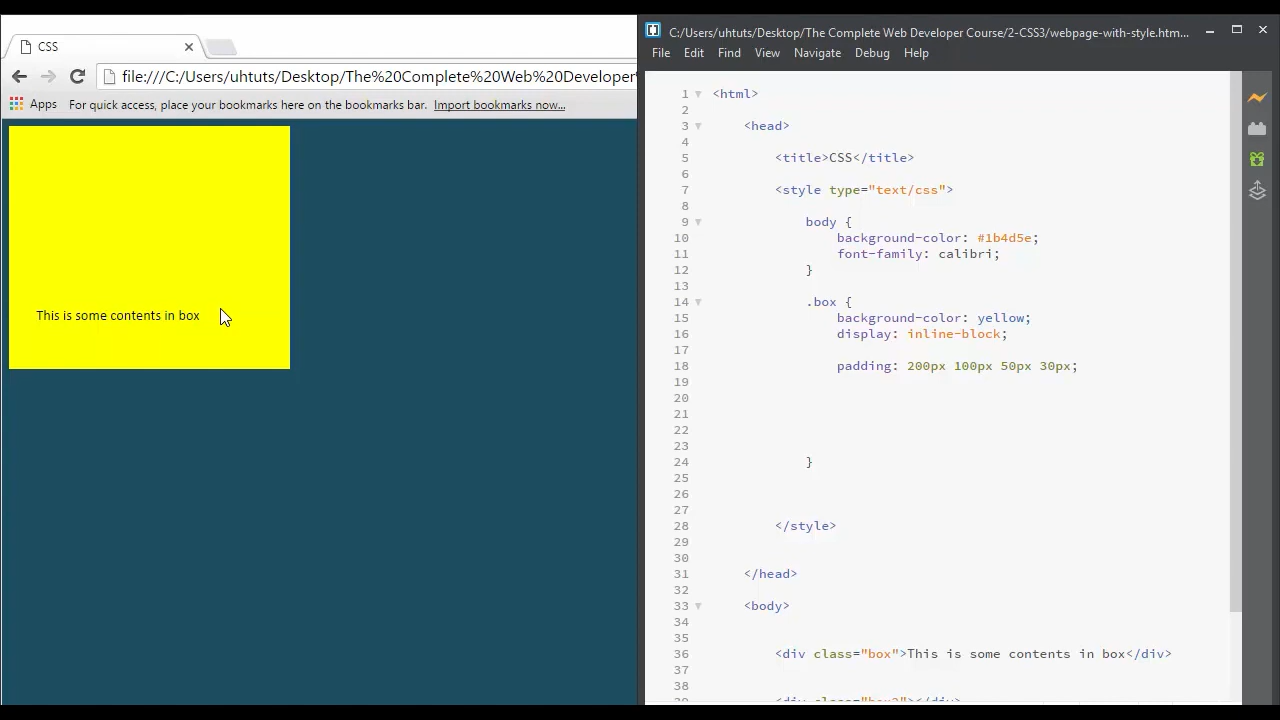 CSS
file:///C:/Users/uhtuts/Desktop/The%20Complete%20Web%20Developer%
Apps For quick access, place your bookmarks here on the bookmarks bar. Import bookmarks now...
This is some contents in box
C:/Users/uhtuts/Desktop/The Complete Web Developer Course/2-CSS3/webpage-with-style.htm...
File Edit Find View Navigate Debug Help
1 <html>
2
3 <head>
4
5 <title>CSS</title>
6
7 <style type="text/css">
8
9 body {
10 background-color: #1b4d5e;
11 font-family: calibri;
12 }
13
14 .box {
15 background-color: yellow;
16 display: inline-block;
17
18 padding: 200px 100px 50px 30px;
19
20
21
22
23
24 }
25
26
27
28 </style>
29
30
31 </head>
32
33 <body>
34
35
36 <div class="box">This is some contents in box</div>
37
38
39 <div class="box2"></div>